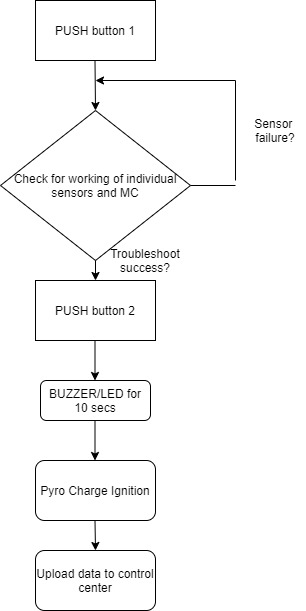 PUSH button 1
Sensor
failure?
Check for working of individual
sensors and MC
Troubleshoot
success?
PUSH button 2
BUZZER/LED for
10 secs
Pyro Charge Ignition
Upload data to control
center